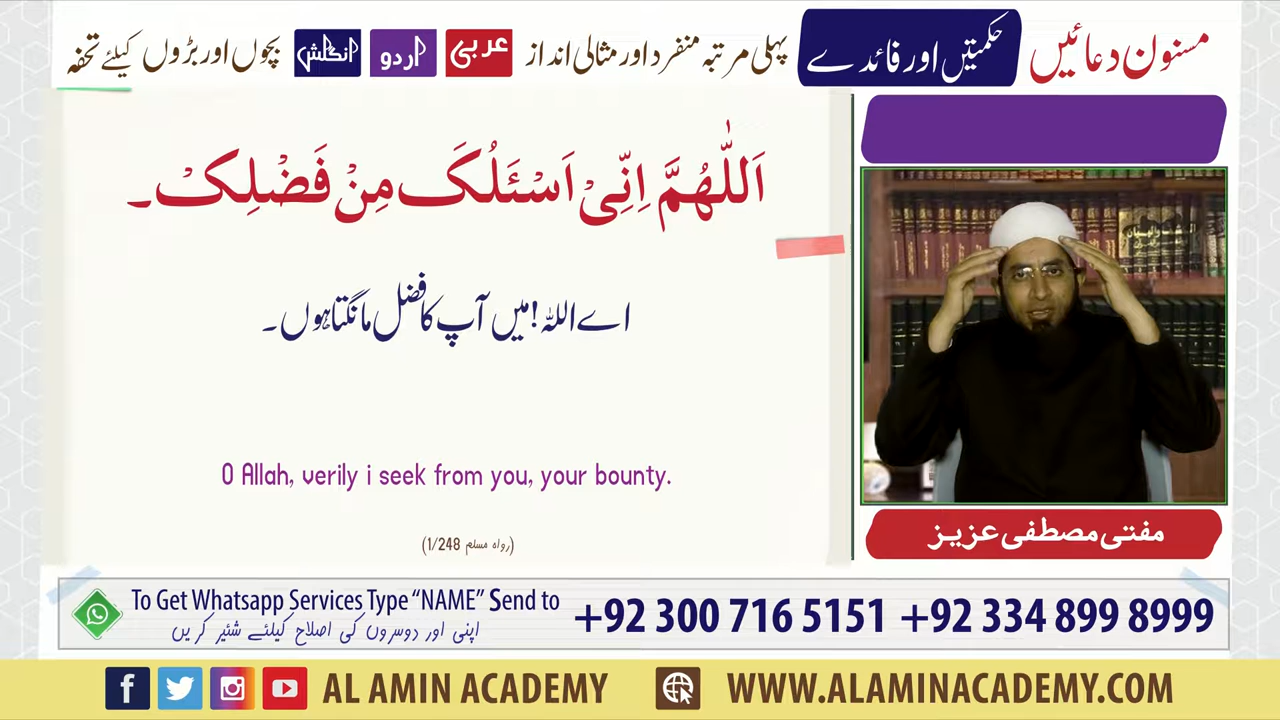 مسنون دعائیں حکمتیں اور فائدے پہلی مرتبہ منفرد اور مثالی انداز عربی اردو انگلش بچوں اور بڑوں کیلئے تحفہ
اَللّٰهُمَّ اِنِّیْ اَسْئَلُکَ مِنْ فَضْلِکْ۔
اے اللہ! میں آپ کا فضل مانگتا ہوں۔
O Allah, verily i seek from you, your bounty.
(رواہ مسلم 1/248)
مفتی مصطفی عزیز
To Get Whatsapp Services Type “NAME” Send to
اپنی اور دوسروں کی اصلاح کیلئے شئیر کریں
+92 300 716 5151 +92 334 899 8999
AL AMIN ACADEMY WWW.ALAMINACADEMY.COM